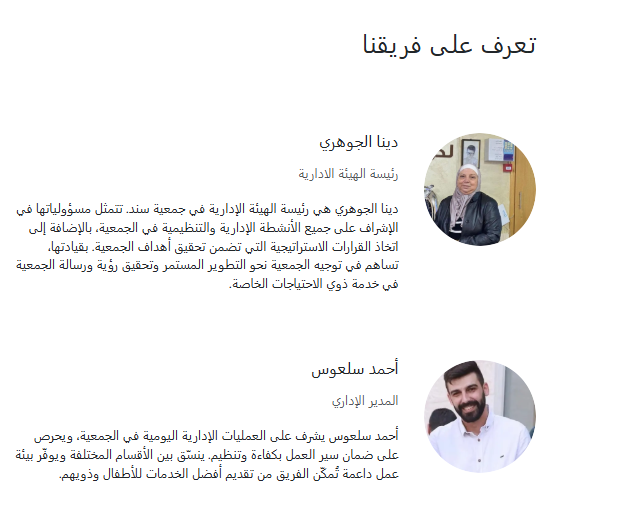 تعرف على فريقنا
دينا الجوهري
رئيسة الهيئة الادارية
دينا الجوهري هي رئيسة الهيئة الإدارية في جمعية سند. تتمثل مسؤولياتها في
الإشراف على جميع الأنشطة الإدارية والتنظيمية في الجمعية، بالإضافة إلى
اتخاذ القرارات الاستراتيجية التي تضمن تحقيق أهداف الجمعية. بقيادتها،
تساهم في توجيه الجمعية نحو التطوير المستمر وتحقيق رؤية ورسالة الجمعية
في خدمة ذوي الاحتياجات الخاصة.
أحمد سلعوس
المدير الإداري
أحمد سلعوس يشرف على العمليات الإدارية اليومية في الجمعية، ويحرص
على ضمان سير العمل بكفاءة وتنظيم. ينسّق بين الأقسام المختلفة ويوفّر بيئة
عمل داعمة تُمكّن الفريق من تقديم أفضل الخدمات للأطفال وذويهم.